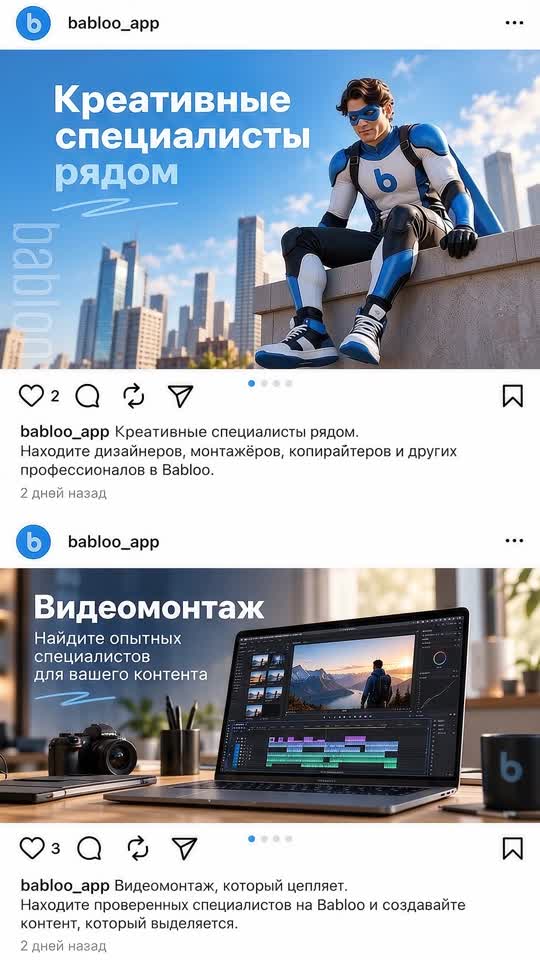 b babloo_app
Креативные
специалисты
рядом
babloo
b
2
babloo_app Креативные специалисты рядом.
Находите дизайнеров, монтажёров, копирайтеров и других
профессионалов в Babloo.
2 дней назад
b babloo_app
Видеомонтаж
Найдите опытных
специалистов
для вашего контента
b
3
babloo_app Видеомонтаж, который цепляет.
Находите проверенных специалистов на Babloo и создавайте
контент, который выделяется.
2 дней назад